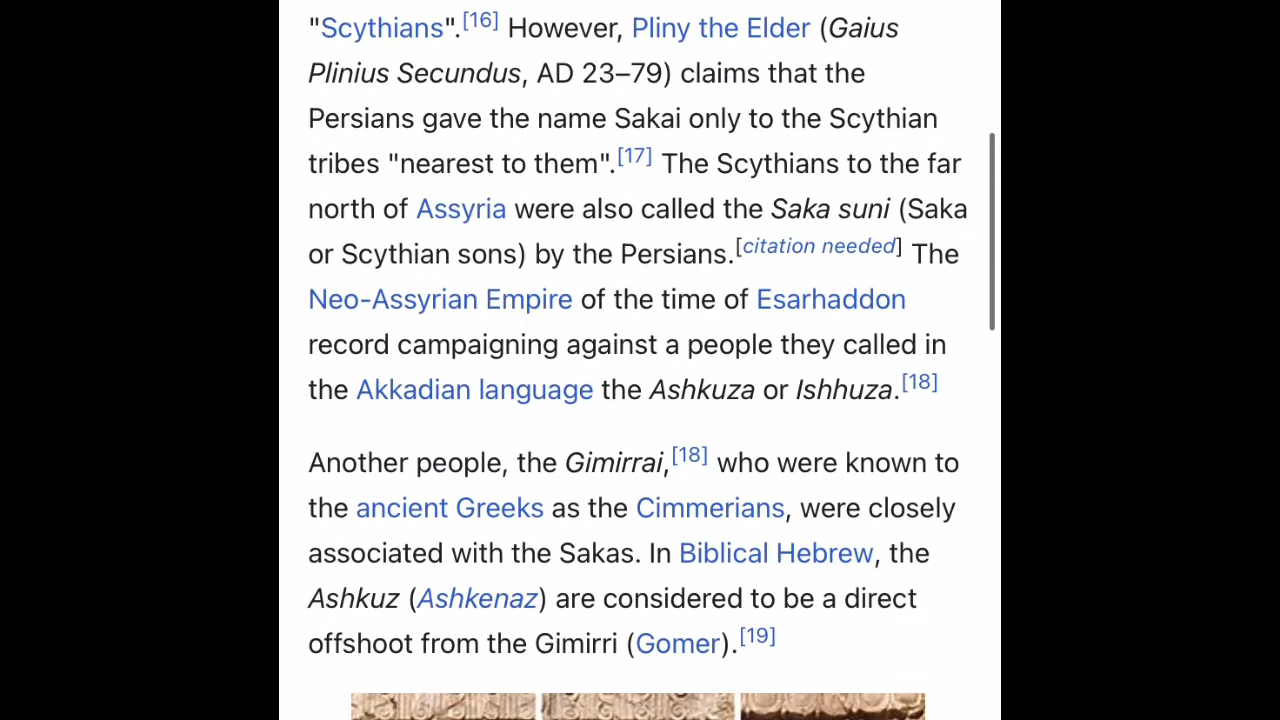 "Scythians".[16] However, Pliny the Elder (Gaius
Plinius Secundus, AD 23–79) claims that the
Persians gave the name Sakai only to the Scythian
tribes "nearest to them".[17] The Scythians to the far
north of Assyria were also called the Saka suni (Saka
or Scythian sons) by the Persians.[citation needed] The
Neo-Assyrian Empire of the time of Esarhaddon
record campaigning against a people they called in
the Akkadian language the Ashkuza or Ishhuza.[18]
Another people, the Gimirrai,[18] who were known to
the ancient Greeks as the Cimmerians, were closely
associated with the Sakas. In Biblical Hebrew, the
Ashkuz (Ashkenaz) are considered to be a direct
offshoot from the Gimirri (Gomer).[19]